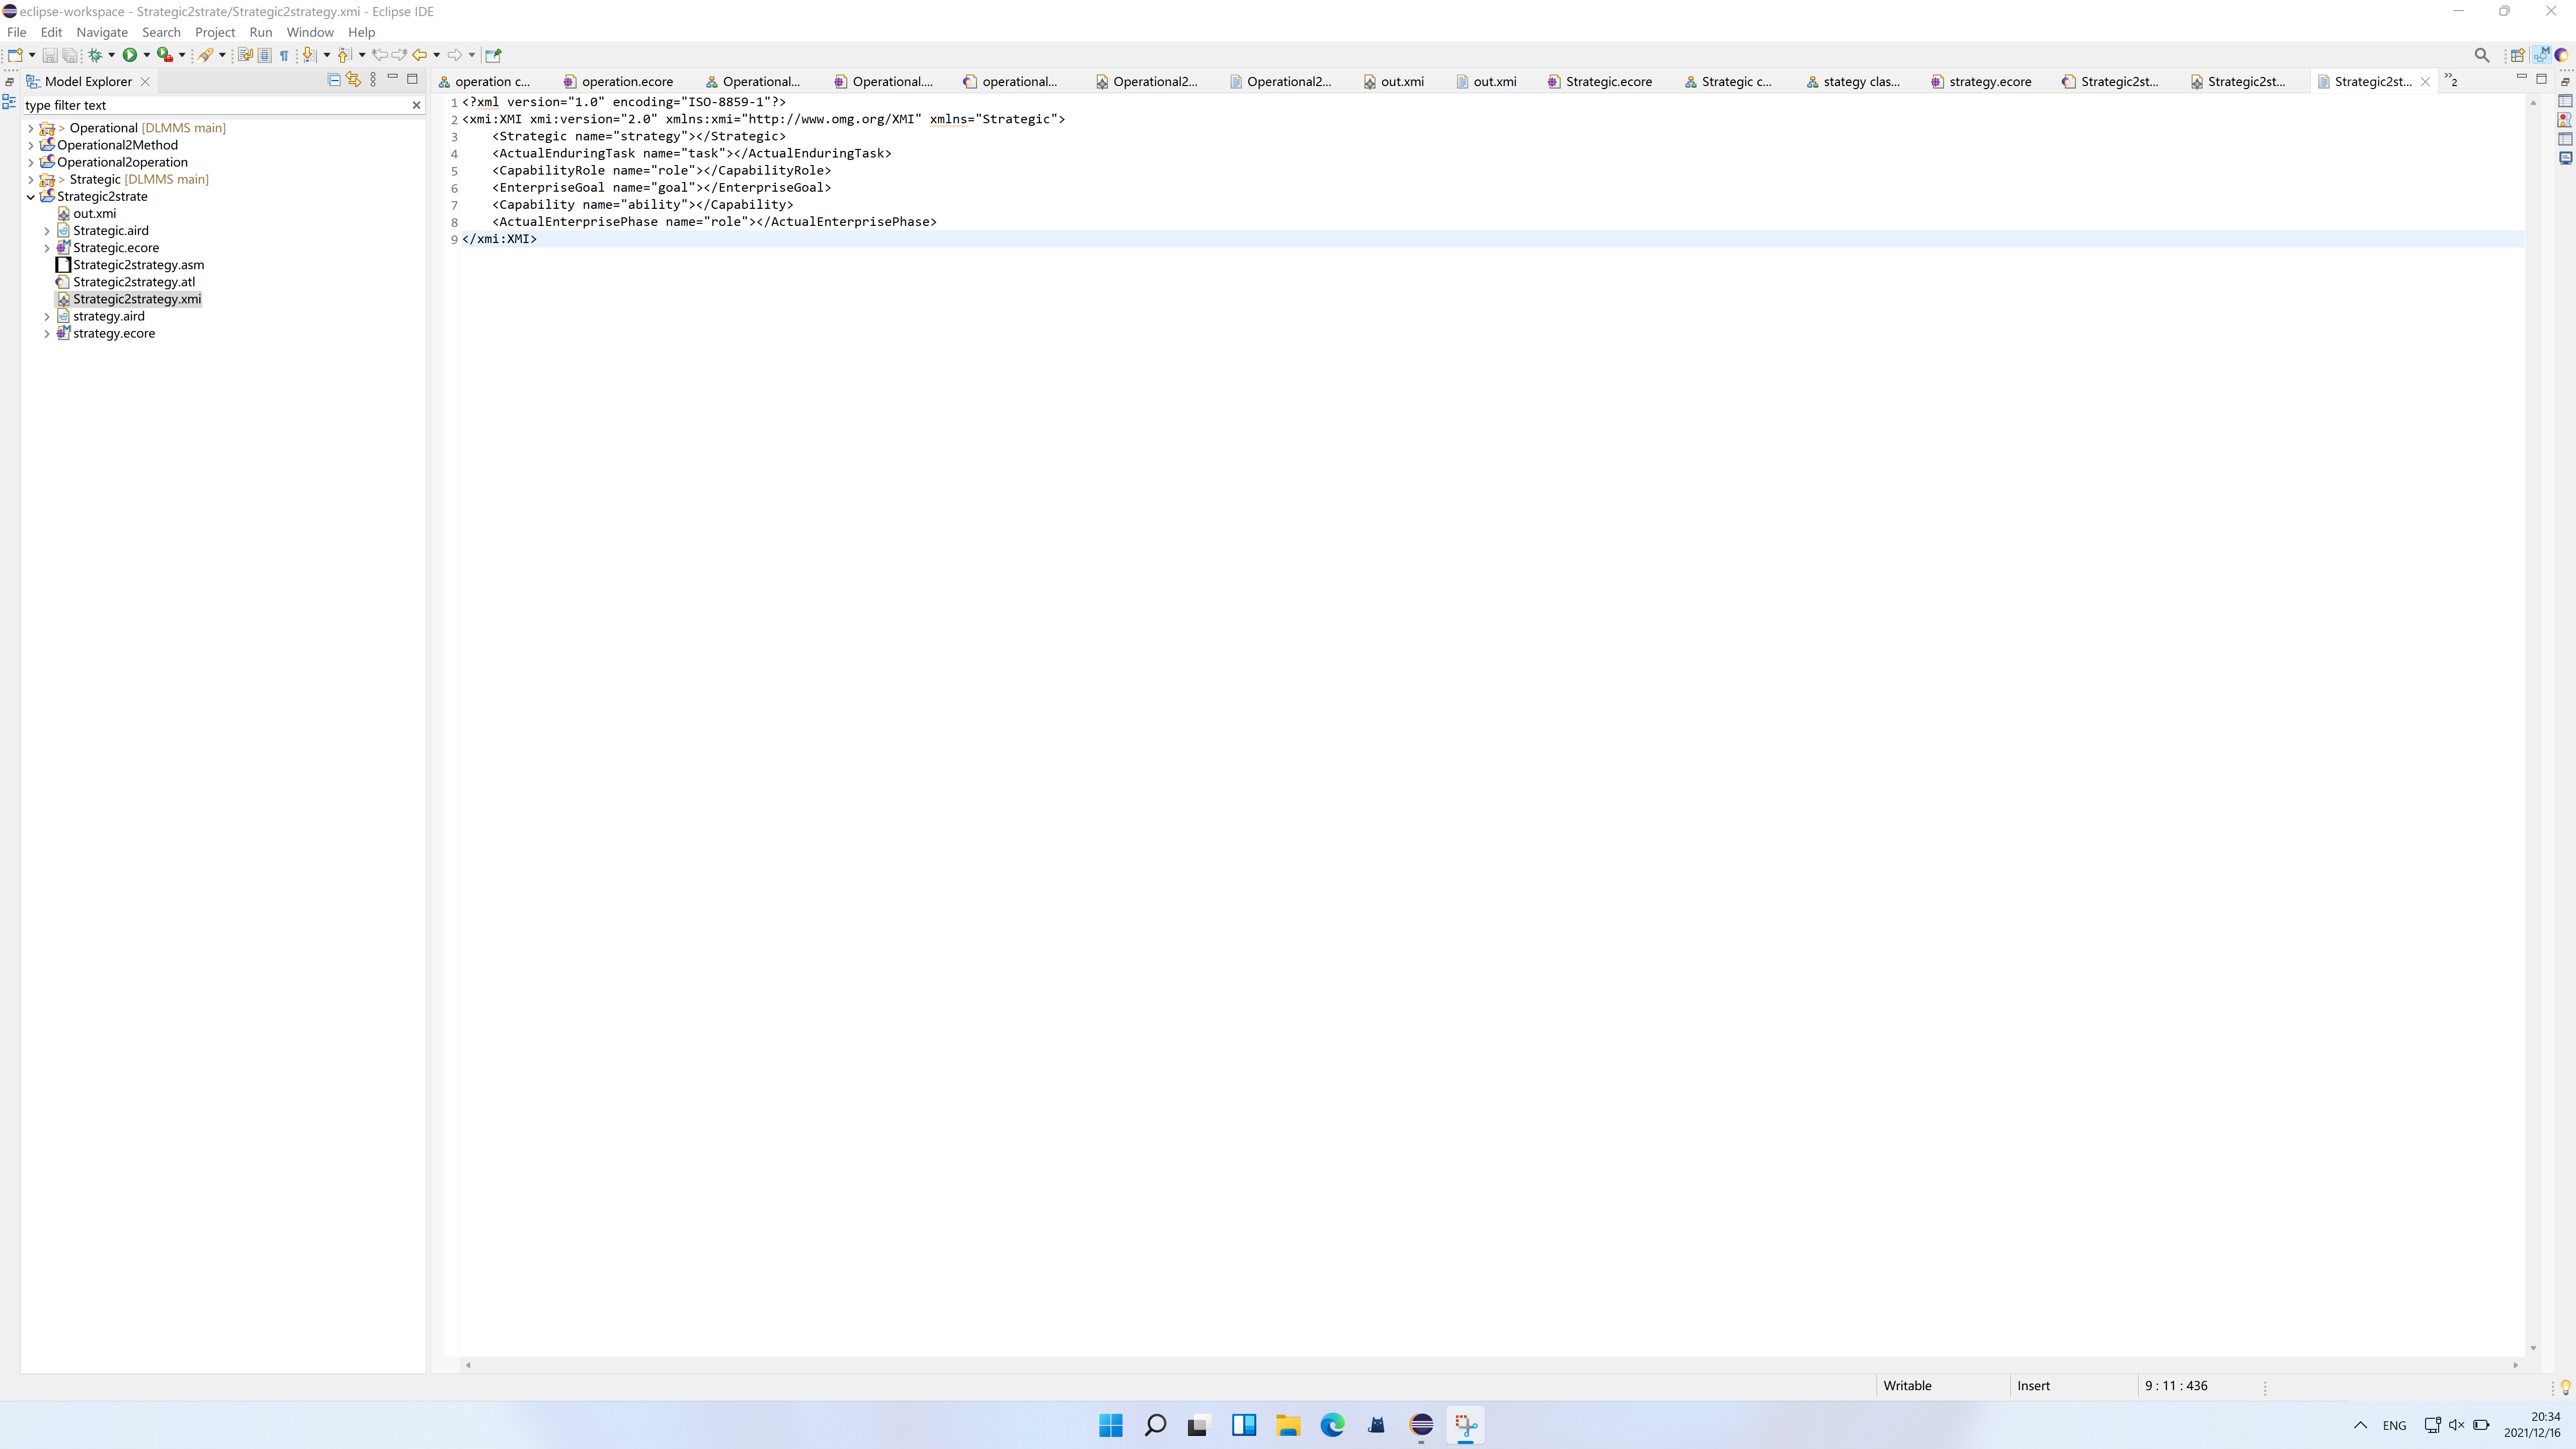 eclipse-workspace - Strategic2strate/Strategic2strategy.xmi - Eclipse IDE
File Edit Navigate Search Project Run Window Help
Model Explorer
type filter text
> Operational [DLMMS main]
Operational2Method
Operational2operation
> Strategic [DLMMS main]
Strategic2strate
out.xmi
Strategic.aird
Strategic.ecore
Strategic2strategy.asm
Strategic2strategy.atl
Strategic2strategy.xmi
strategy.aird
strategy.ecore
operation c... operation.ecore Operational... Operational.... operational... Operational2... Operational2... out.xmi out.xmi Strategic.ecore Strategic c... stategy clas... strategy.ecore Strategic2st... Strategic2st... Strategic2st... »2
1 <?xml version="1.0" encoding="ISO-8859-1"?>
2 <xmi:XMI xmi:version="2.0" xmlns:xmi="http://www.omg.org/XMI" xmlns="Strategic">
3     <Strategic name="strategy"></Strategic>
4     <ActualEnduringTask name="task"></ActualEnduringTask>
5     <CapabilityRole name="role"></CapabilityRole>
6     <EnterpriseGoal name="goal"></EnterpriseGoal>
7     <Capability name="ability"></Capability>
8     <ActualEnterprisePhase name="role"></ActualEnterprisePhase>
9 </xmi:XMI>
Writable Insert 9 : 11 : 436
ENG
20:34
2021/12/16